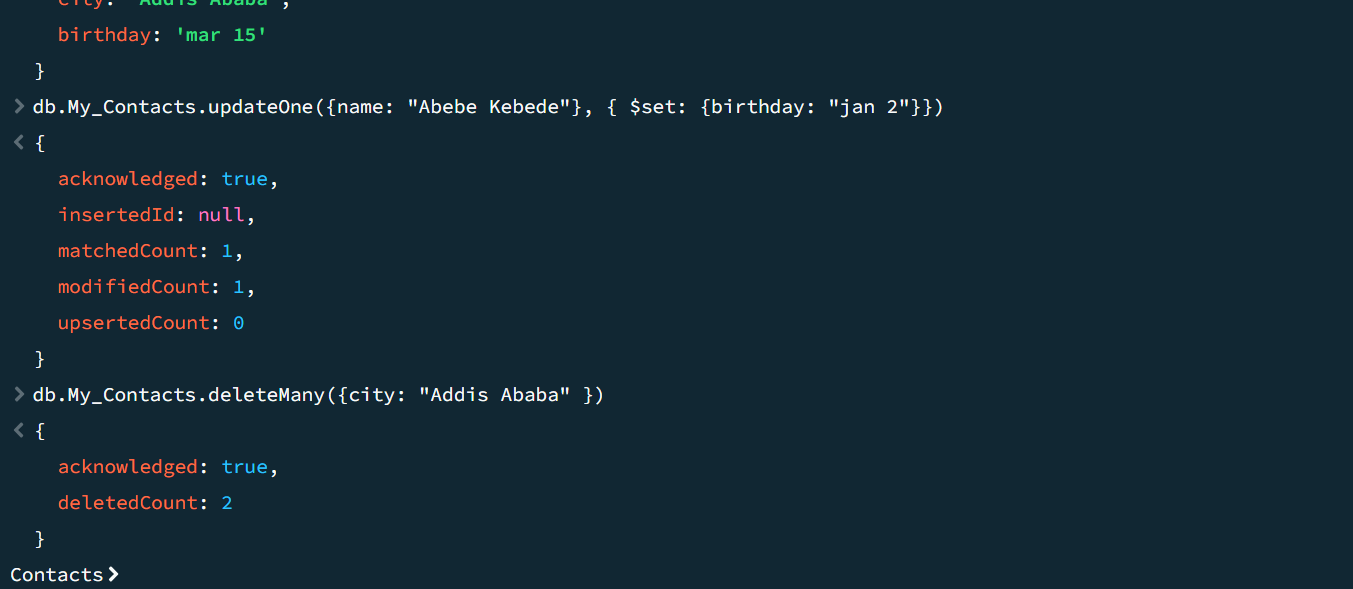 city: 'Addis Ababa',
birthday: 'mar 15'
}
> db.My_Contacts.updateOne({name: "Abebe Kebede"}, { $set: {birthday: "jan 2"}})
< {
acknowledged: true,
insertedId: null,
matchedCount: 1,
modifiedCount: 1,
upsertedCount: 0
}
> db.My_Contacts.deleteMany({city: "Addis Ababa" })
< {
acknowledged: true,
deletedCount: 2
}
Contacts>